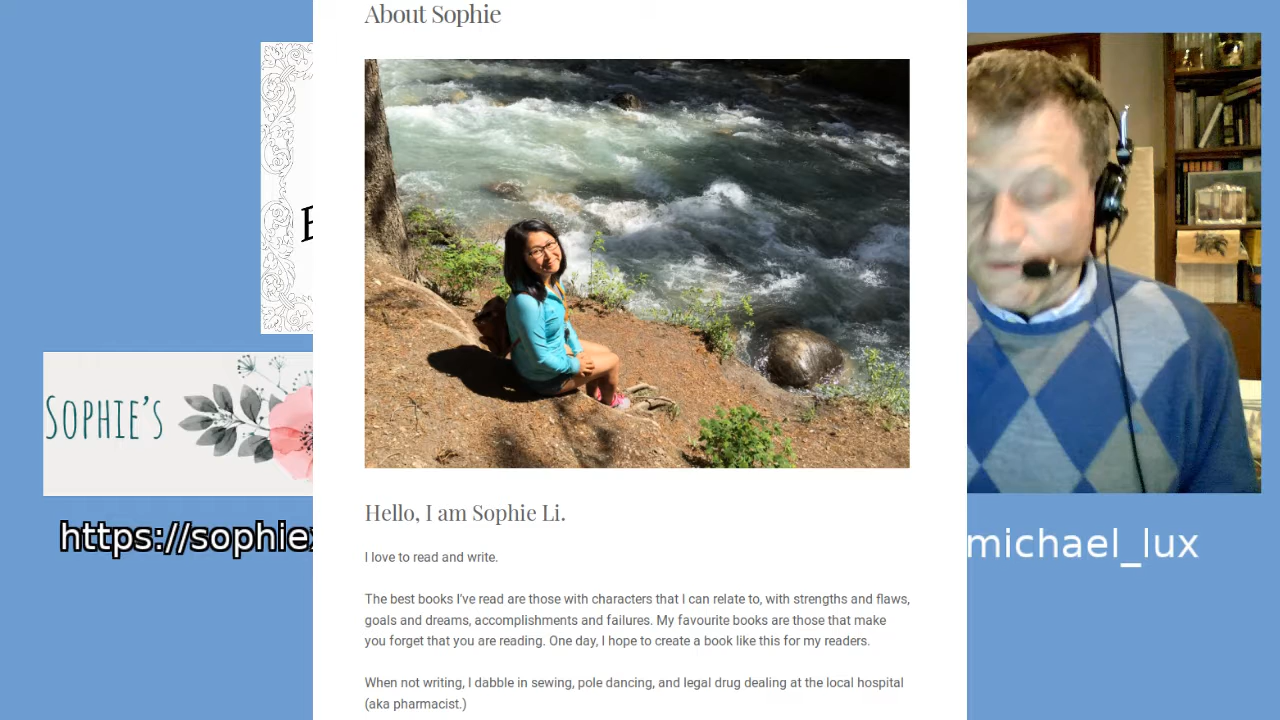 About Sophie
SOPHIE'S
https://sophie
Hello, I am Sophie Li.
I love to read and write.
The best books I've read are those with characters that I can relate to, with strengths and flaws,
goals and dreams, accomplishments and failures. My favourite books are those that make
you forget that you are reading. One day, I hope to create a book like this for my readers.
When not writing, I dabble in sewing, pole dancing, and legal drug dealing at the local hospital
(aka pharmacist.)
michael_lux